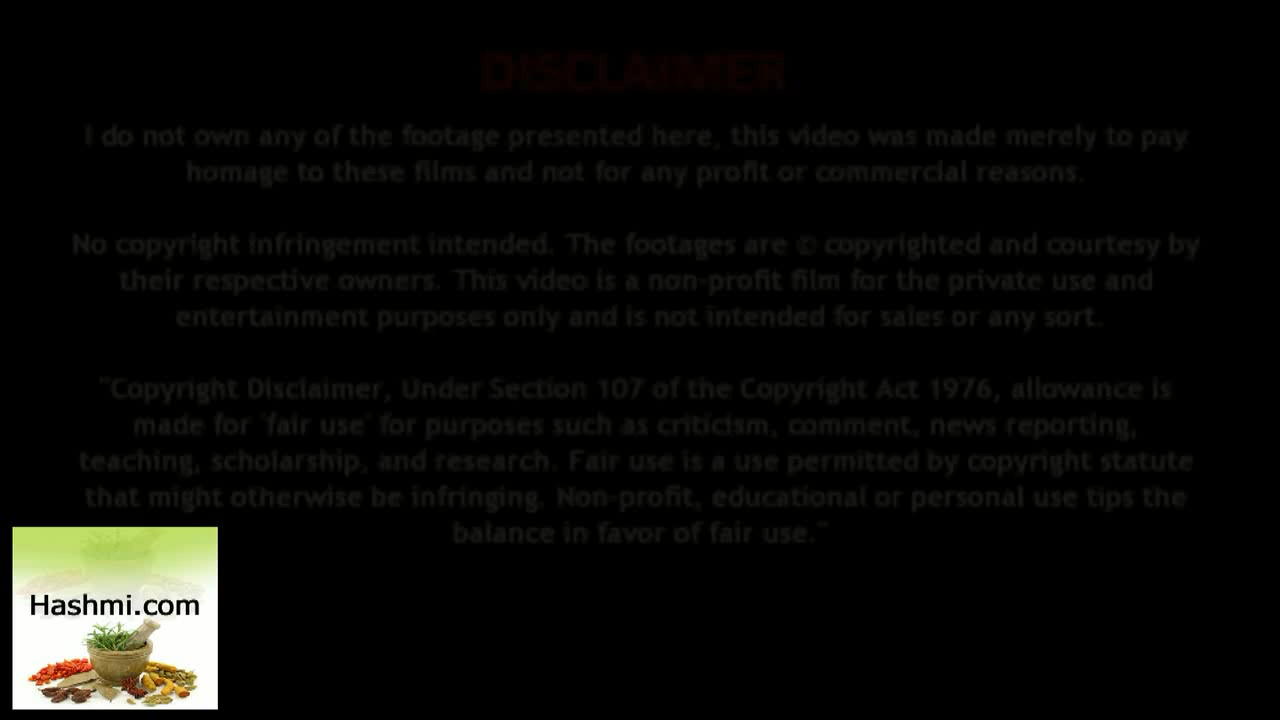 DISCLAIMER
I do not own any of the footage presented here, this video was made merely to pay
homage to these films and not for any profit or commercial reasons.
No copyright infringement intended. The footages are © copyrighted and courtesy by
their respective owners. This video is a non-profit film for the private use and
entertainment purposes only and is not intended for sales or any sort.
"Copyright Disclaimer, Under Section 107 of the Copyright Act 1976, allowance is
made for 'fair use' for purposes such as criticism, comment, news reporting,
teaching, scholarship, and research. Fair use is a use permitted by copyright statute
that might otherwise be infringing. Non-profit, educational or personal use tips the
balance in favor of fair use."
Hashmi.com